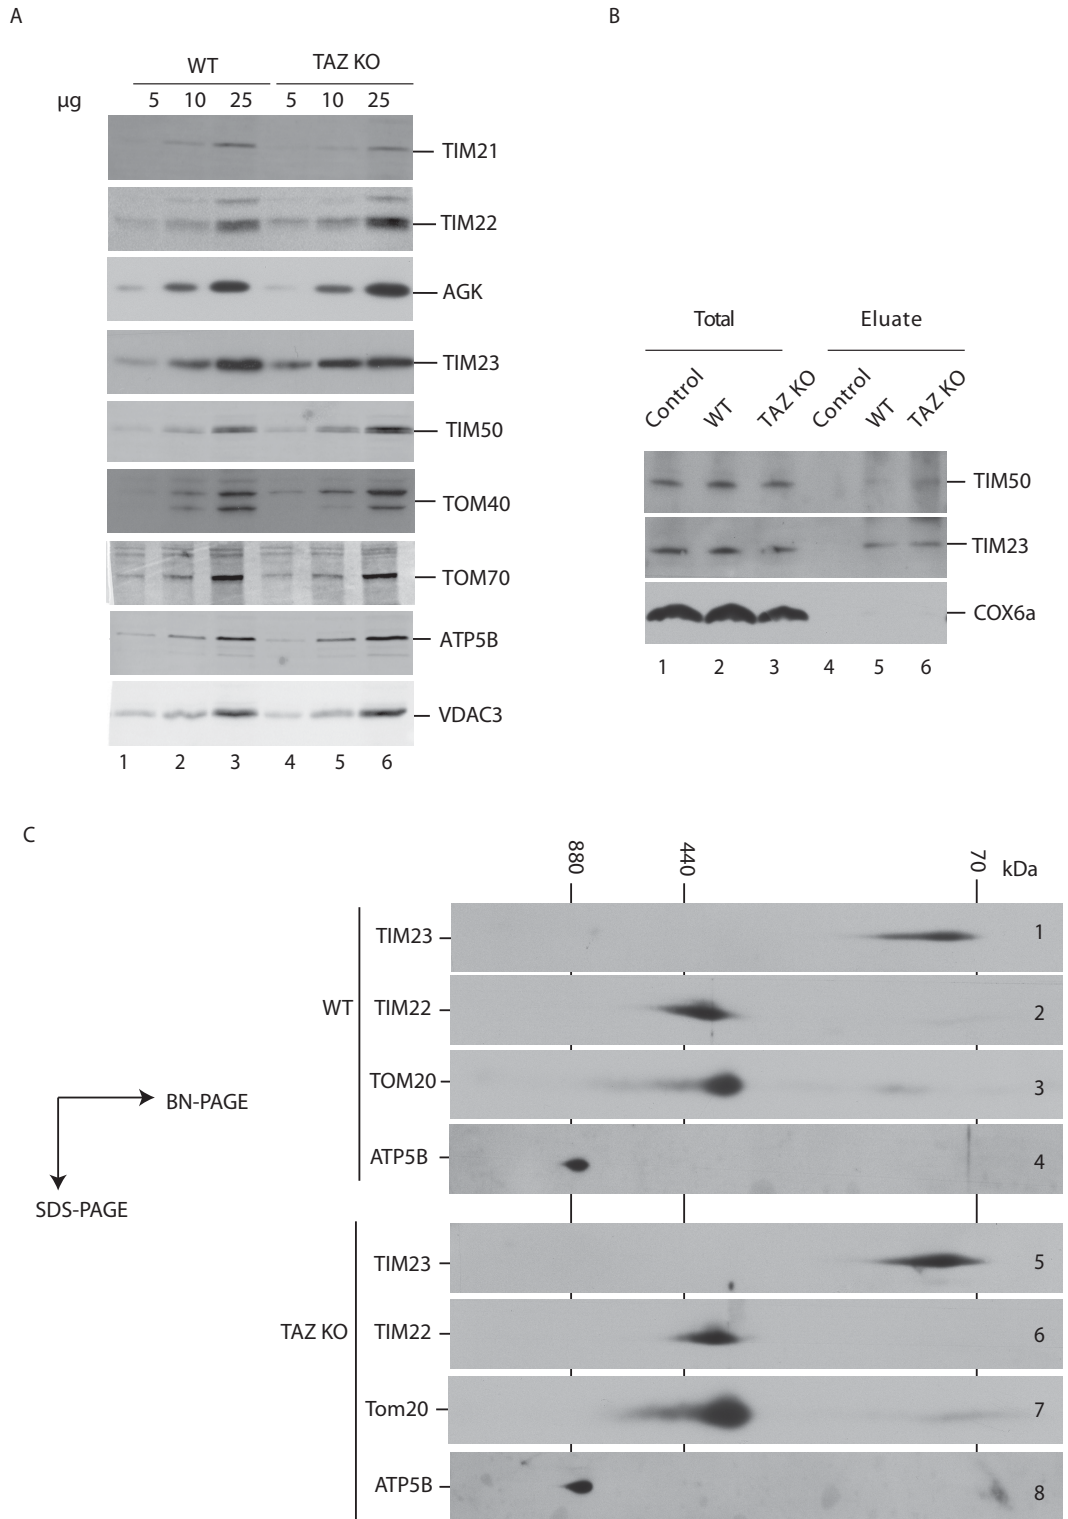 A
WT TAZ KO
µg 5 10 25 5 10 25
TIM21
TIM22
AGK
TIM23
TIM50
TOM40
TOM70
ATP5B
VDAC3
1 2 3 4 5 6
B
Total Eluate
Control WT TAZ KO Control WT TAZ KO
TIM50
TIM23
COX6a
1 2 3 4 5 6
C
880 440 70 kDa
TIM23 1
WT TIM22 2
TOM20 3
BN-PAGE
ATP5B 4
SDS-PAGE
TIM23 5
TAZ KO TIM22 6
Tom20 7
ATP5B 8